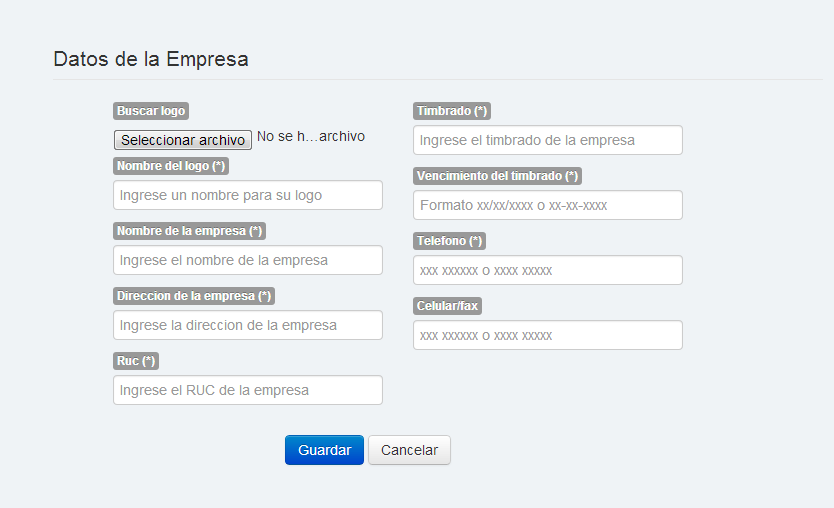 Datos de la Empresa
Buscar logo
Seleccionar archivo No se h...archivo
Nombre del logo (*)
Ingrese un nombre para su logo
Nombre de la empresa (*)
Ingrese el nombre de la empresa
Direccion de la empresa (*)
Ingrese la direccion de la empresa
Ruc (*)
Ingrese el RUC de la empresa
Timbrado (*)
Ingrese el timbrado de la empresa
Vencimiento del timbrado (*)
Formato xx/xx/xxxx o xx-xx-xxxx
Telefono (*)
xxx xxxxxx o xxxx xxxxx
Celular/fax
xxx xxxxxx o xxxx xxxxx
Guardar Cancelar